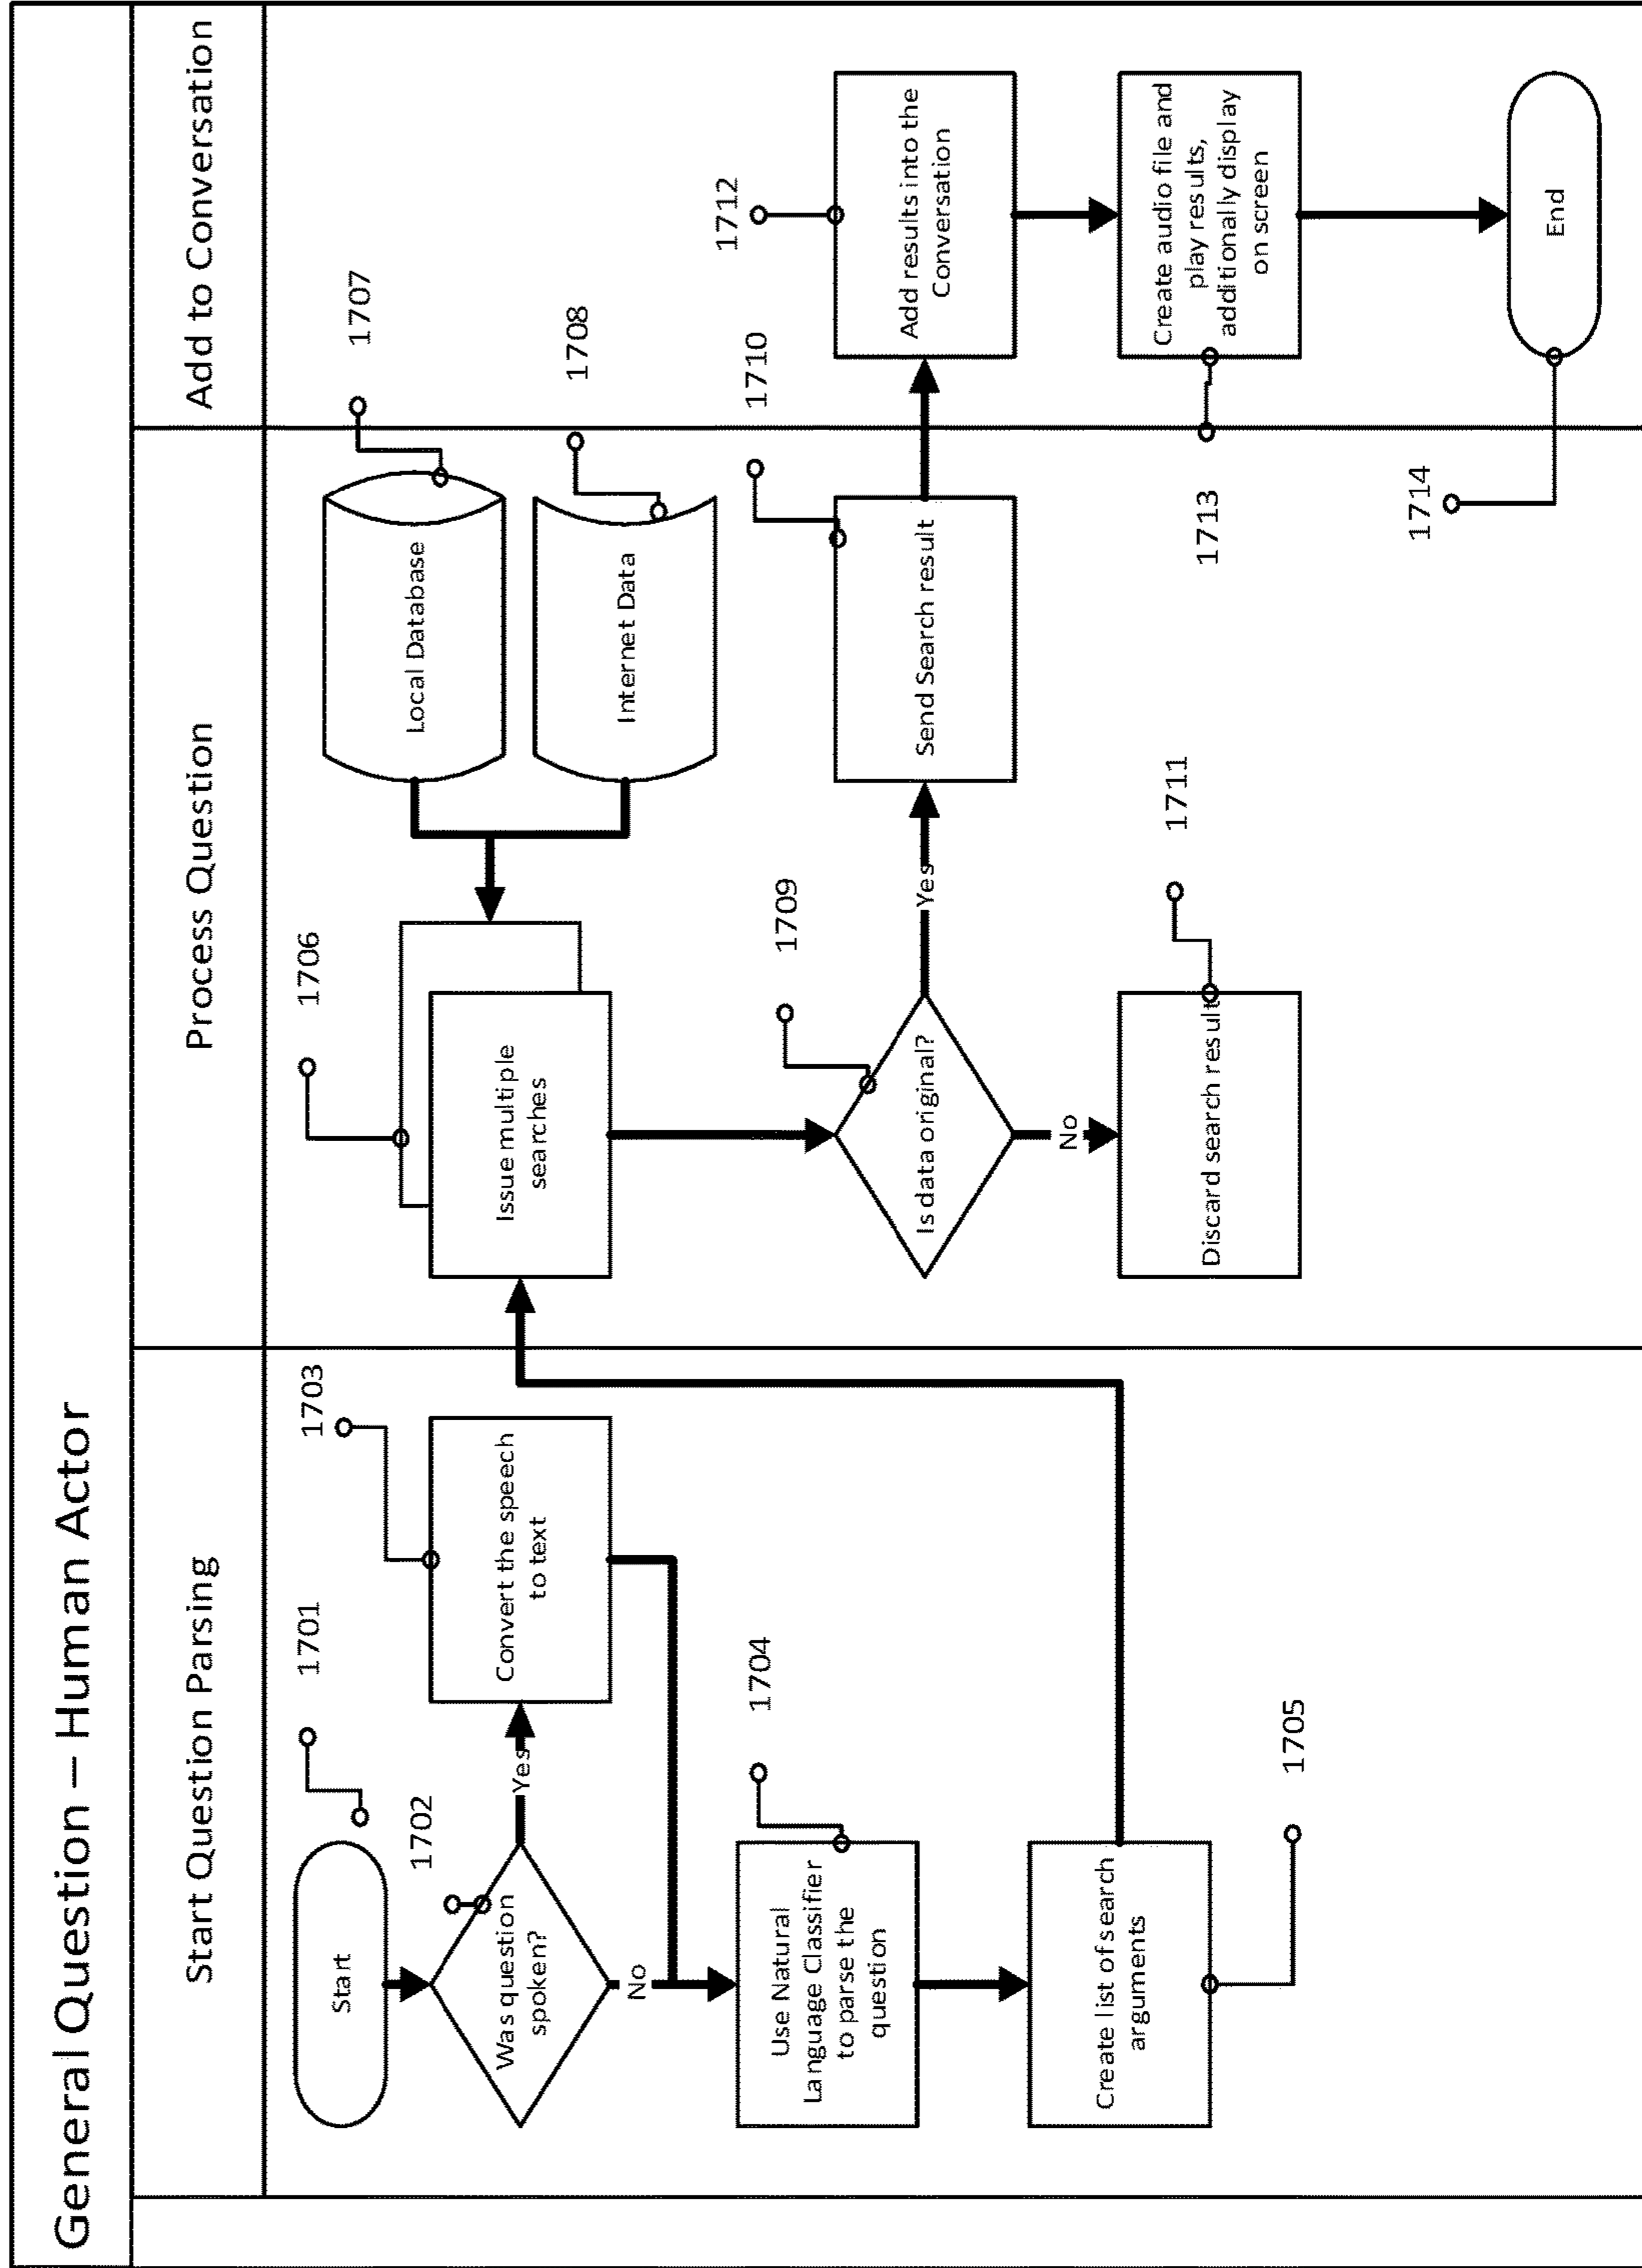 General Question – Human Actor
Start Question Parsing
Process Question
Add to Conversation
1701
Start
1702
Was question
spoken?
Yes
No
1703
Convert the speech
to text
1704
Use Natural
Language Classifier
to parse the
question
Create list of search
arguments
1705
1706
Issue multiple
searches
1707
Local Database
1708
Internet Data
1709
Is data original?
Yes
No
1710
Send Search result
1711
Discard search result
1712
Add results into the
Conversation
Create audio file and
play results,
additionally display
on screen
1713
1714
End